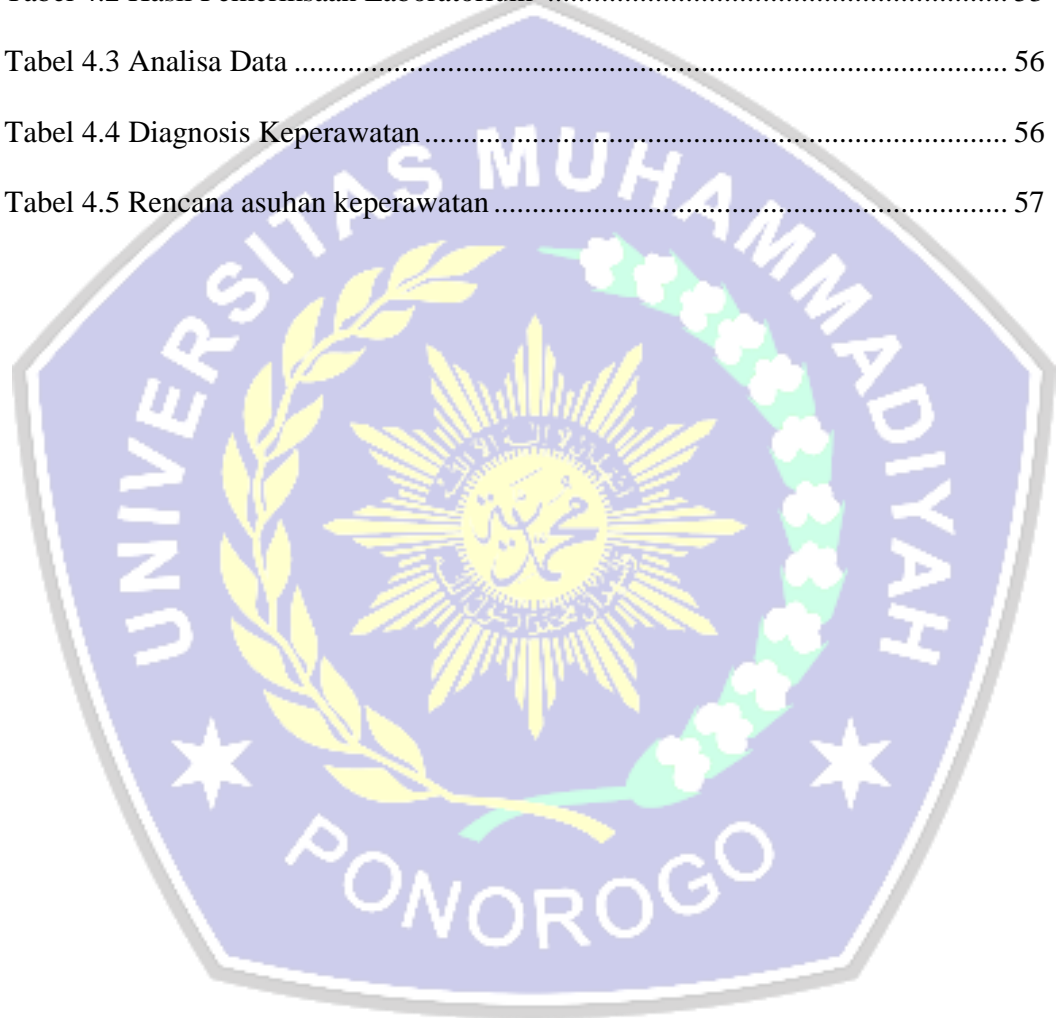 Tabel 4.3 Analisa Data ........................................................................................ 56
Tabel 4.4 Diagnosis Keperawatan ....................................................................... 56
Tabel 4.5 Rencana asuhan keperawatan .............................................................. 57
UNIVERSITAS MUHAMMADIYAH
PONOROGO